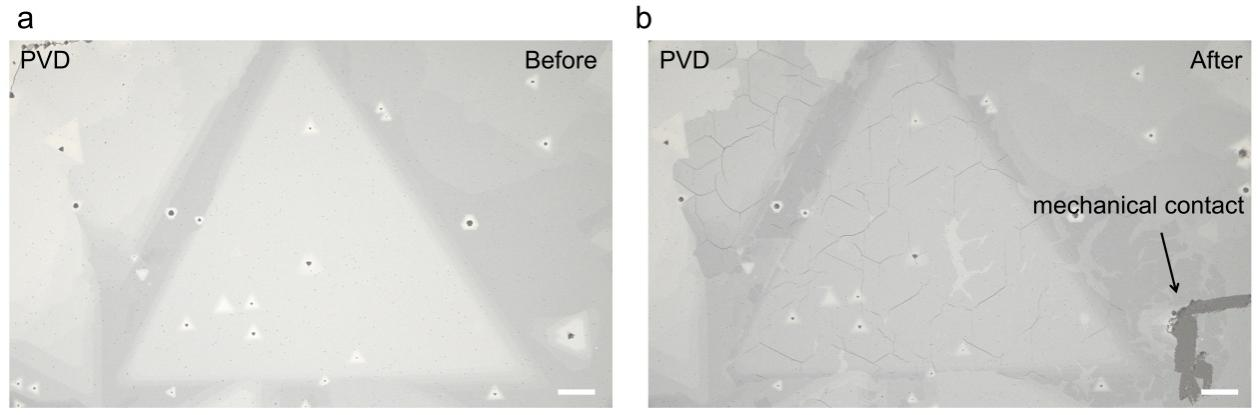 a
PVD
Before
b
PVD
After
mechanical contact